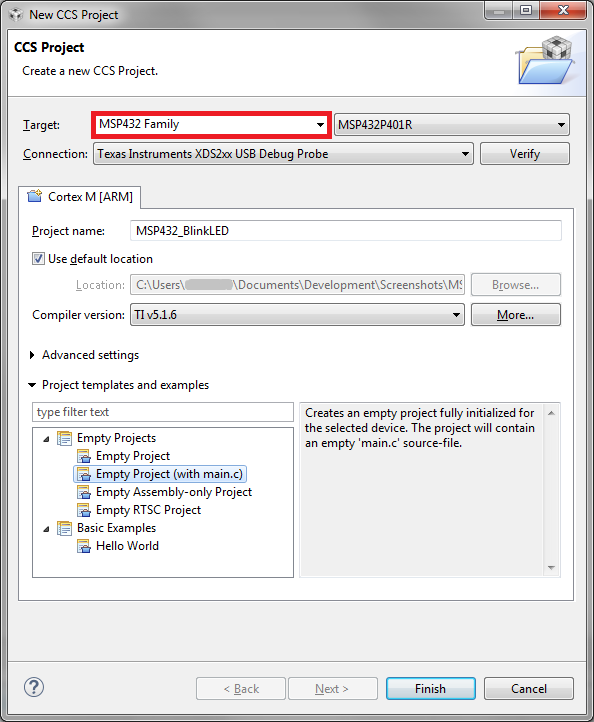 New CCS Project
CCS Project
Create a new CCS Project.
Target: MSP432 Family MSP432P401R
Connection: Texas Instruments XDS2xx USB Debug Probe Verify
Cortex M [ARM]
Project name: MSP432_BlinkLED
Use default location
Location: C:\Users\ \Documents\Development\Screenshots\MS Browse...
Compiler version: TI v5.1.6 More...
Advanced settings
Project templates and examples
type filter text
Empty Projects
Empty Project
Empty Project (with main.c)
Empty Assembly-only Project
Empty RTSC Project
Basic Examples
Hello World
Creates an empty project fully initialized for
the selected device. The project will contain
an empty 'main.c' source-file.
? < Back Next > Finish Cancel